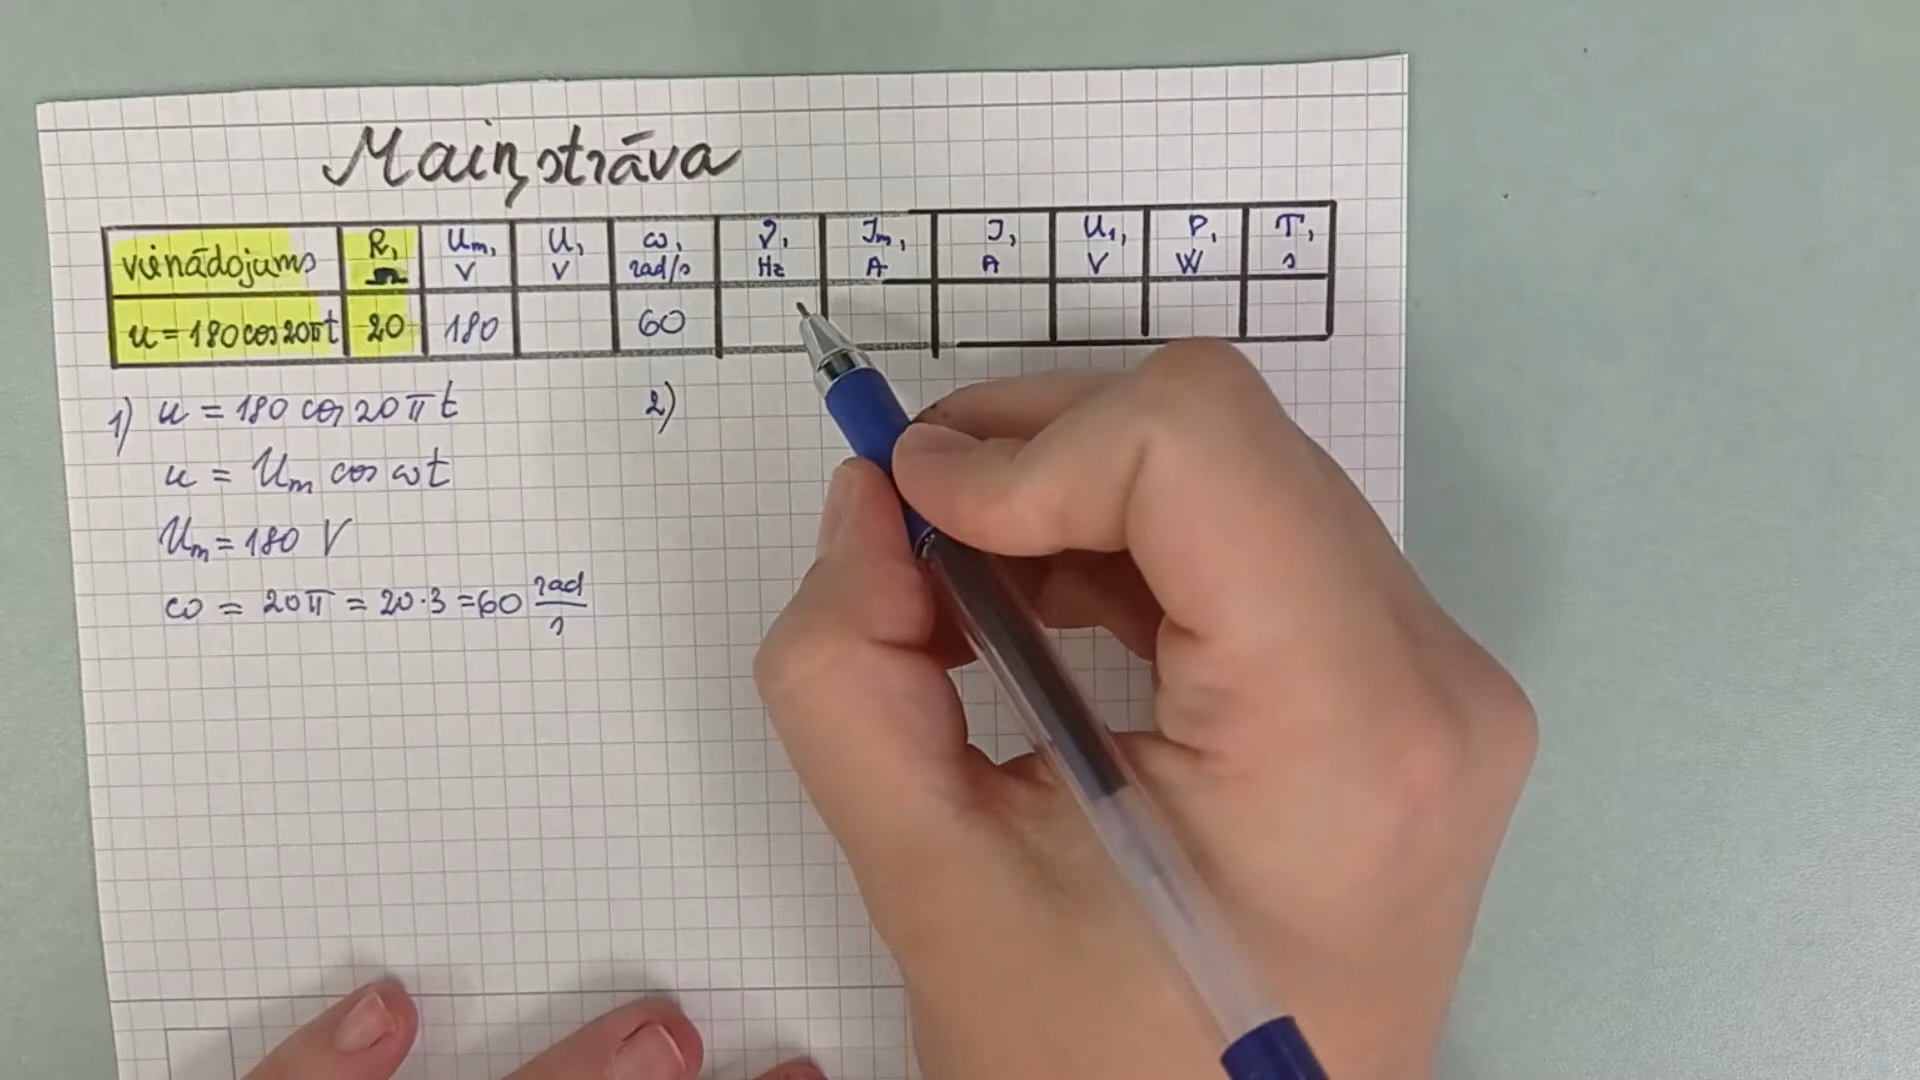 Maiņstrāva
vienādojums R, Ω Um, V U, V ω, rad/s ν, Hz Im, A I, A U1, V P, W T, s
u = 180cos20πt 20 180 60
1) u = 180 cos 20 π t
u = Um cos ωt
Um = 180 V
ω = 20π = 20·3 = 60 rad/s
2)